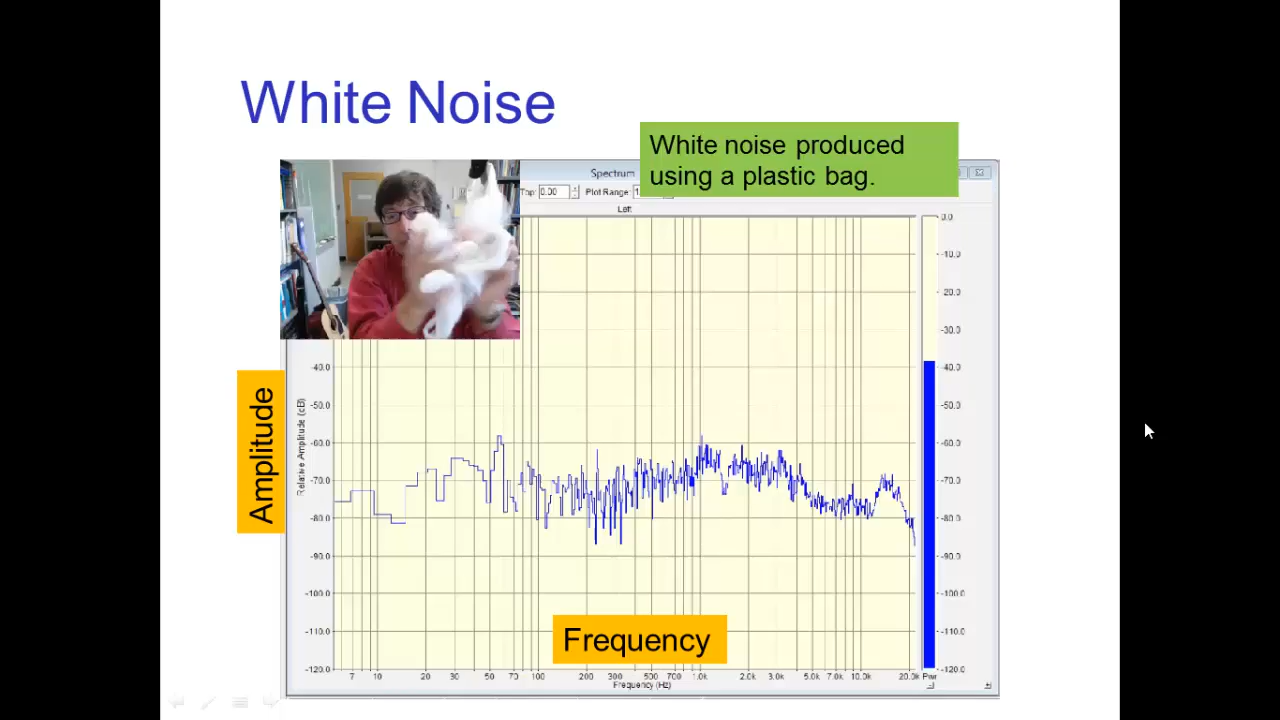 White Noise
White noise produced
using a plastic bag.
Spectrum
Top: 0.00 Plot Range:
Left
0.0
-10.0
-20.0
-30.0
-40.0 -40.0
-50.0 -50.0
-60.0 -60.0
-70.0 -70.0
-80.0 -80.0
-90.0 -90.0
-100.0 -100.0
-110.0 -110.0
-120.0 -120.0
Amplitude
Relative Amplitude (dB)
Frequency
7 10 20 30 50 70 100 200 300 500 700 1.0k 2.0k 3.0k 5.0k 7.0k 10.0k 20.0k Pwr
Frequency (Hz)